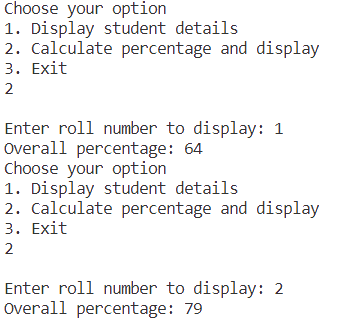 Choose your option
1. Display student details
2. Calculate percentage and display
3. Exit
2

Enter roll number to display: 1
Overall percentage: 64
Choose your option
1. Display student details
2. Calculate percentage and display
3. Exit
2

Enter roll number to display: 2
Overall percentage: 79